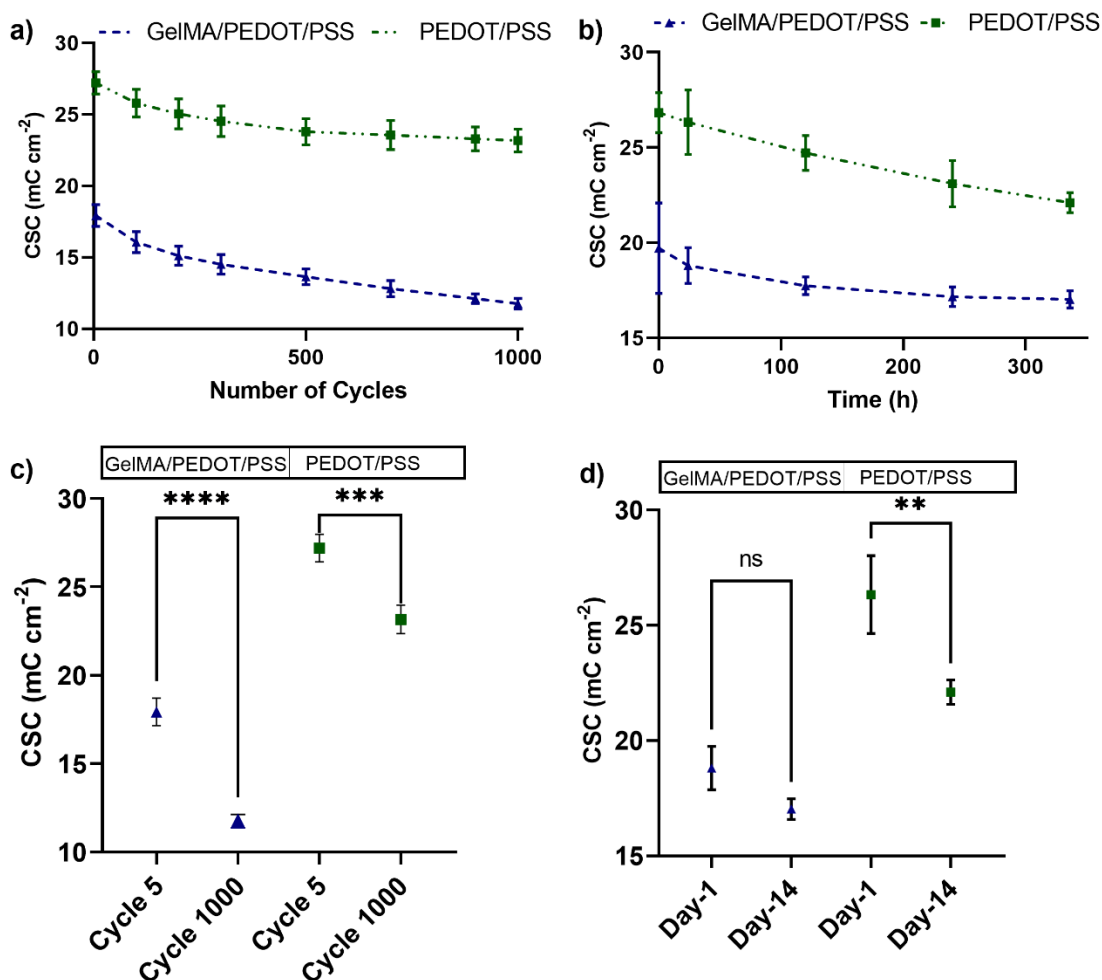 a)
GelMA/PEDOT/PSS PEDOT/PSS
30
25
20
15
10
CSC (mC cm⁻²)
0 500 1000
Number of Cycles
b)
GelMA/PEDOT/PSS PEDOT/PSS
30
25
20
15
CSC (mC cm⁻²)
0 100 200 300
Time (h)
c)
GelMA/PEDOT/PSS PEDOT/PSS
**** ***
30
25
20
15
10
CSC (mC cm⁻²)
Cycle 5
Cycle 1000
Cycle 5
Cycle 1000
d)
GelMA/PEDOT/PSS PEDOT/PSS
ns **
30
25
20
15
CSC (mC cm⁻²)
Day-1
Day-14
Day-1
Day-14